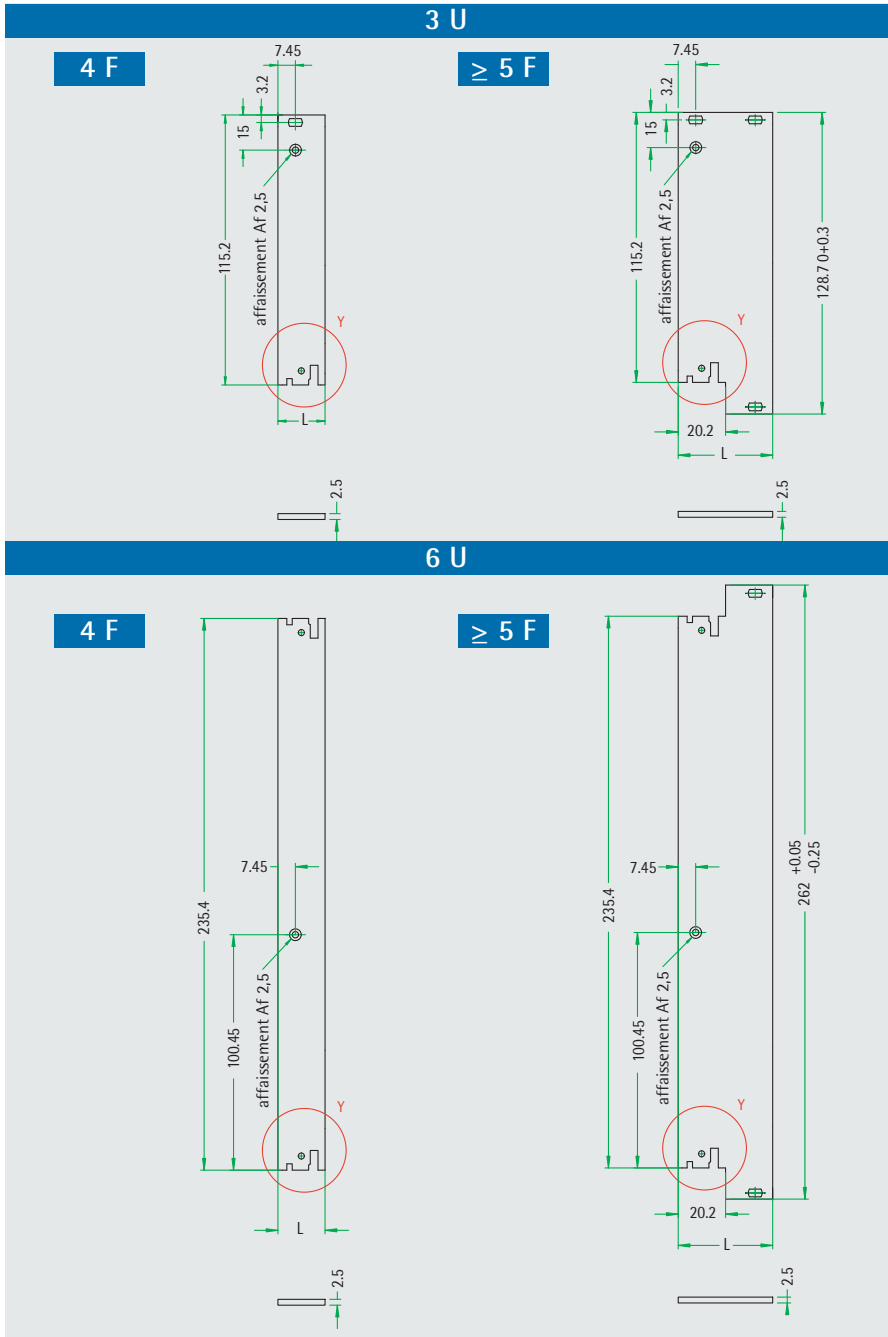 3 U
4 F
7.45
3.2
15
115.2
affaissement Af 2,5
Y
L
2.5
≥ 5 F
7.45
3.2
15
115.2
affaissement Af 2,5
128.7 0+0.3
Y
20.2
L
2.5
6 U
4 F
235.4
7.45
100.45
affaissement Af 2,5
Y
L
2.5
≥ 5 F
235.4
7.45
100.45
affaissement Af 2,5
262 +0.05
-0.25
Y
20.2
L
2.5